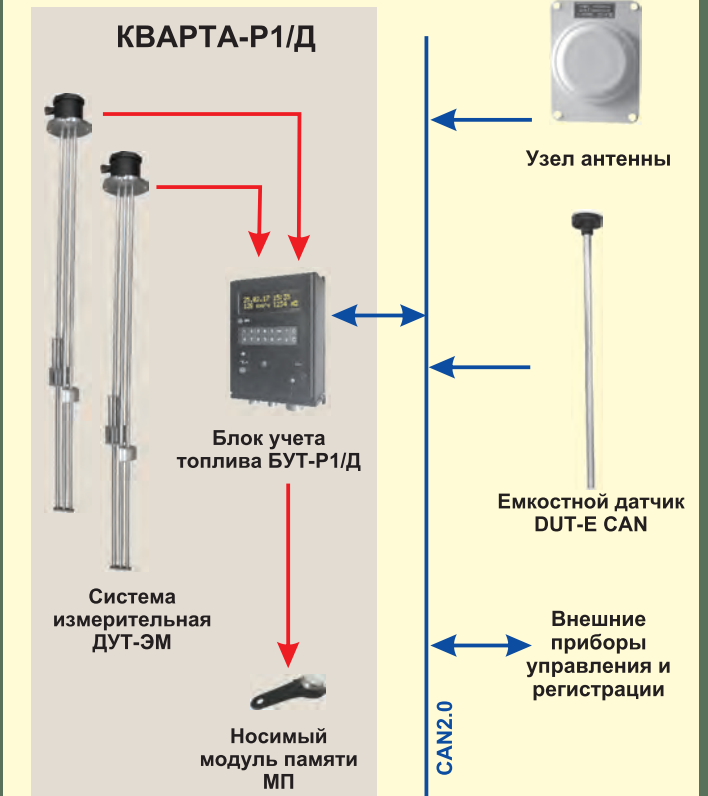 КВАРТА-Р1/Д
Узел антенны
Блок учета
топлива БУТ-Р1/Д
Емкостной датчик
DUT-E CAN
Система
измерительная
ДУТ-ЭМ
Внешние
приборы
управления и
регистрации
CAN2.0
Носимый
модуль памяти
МП